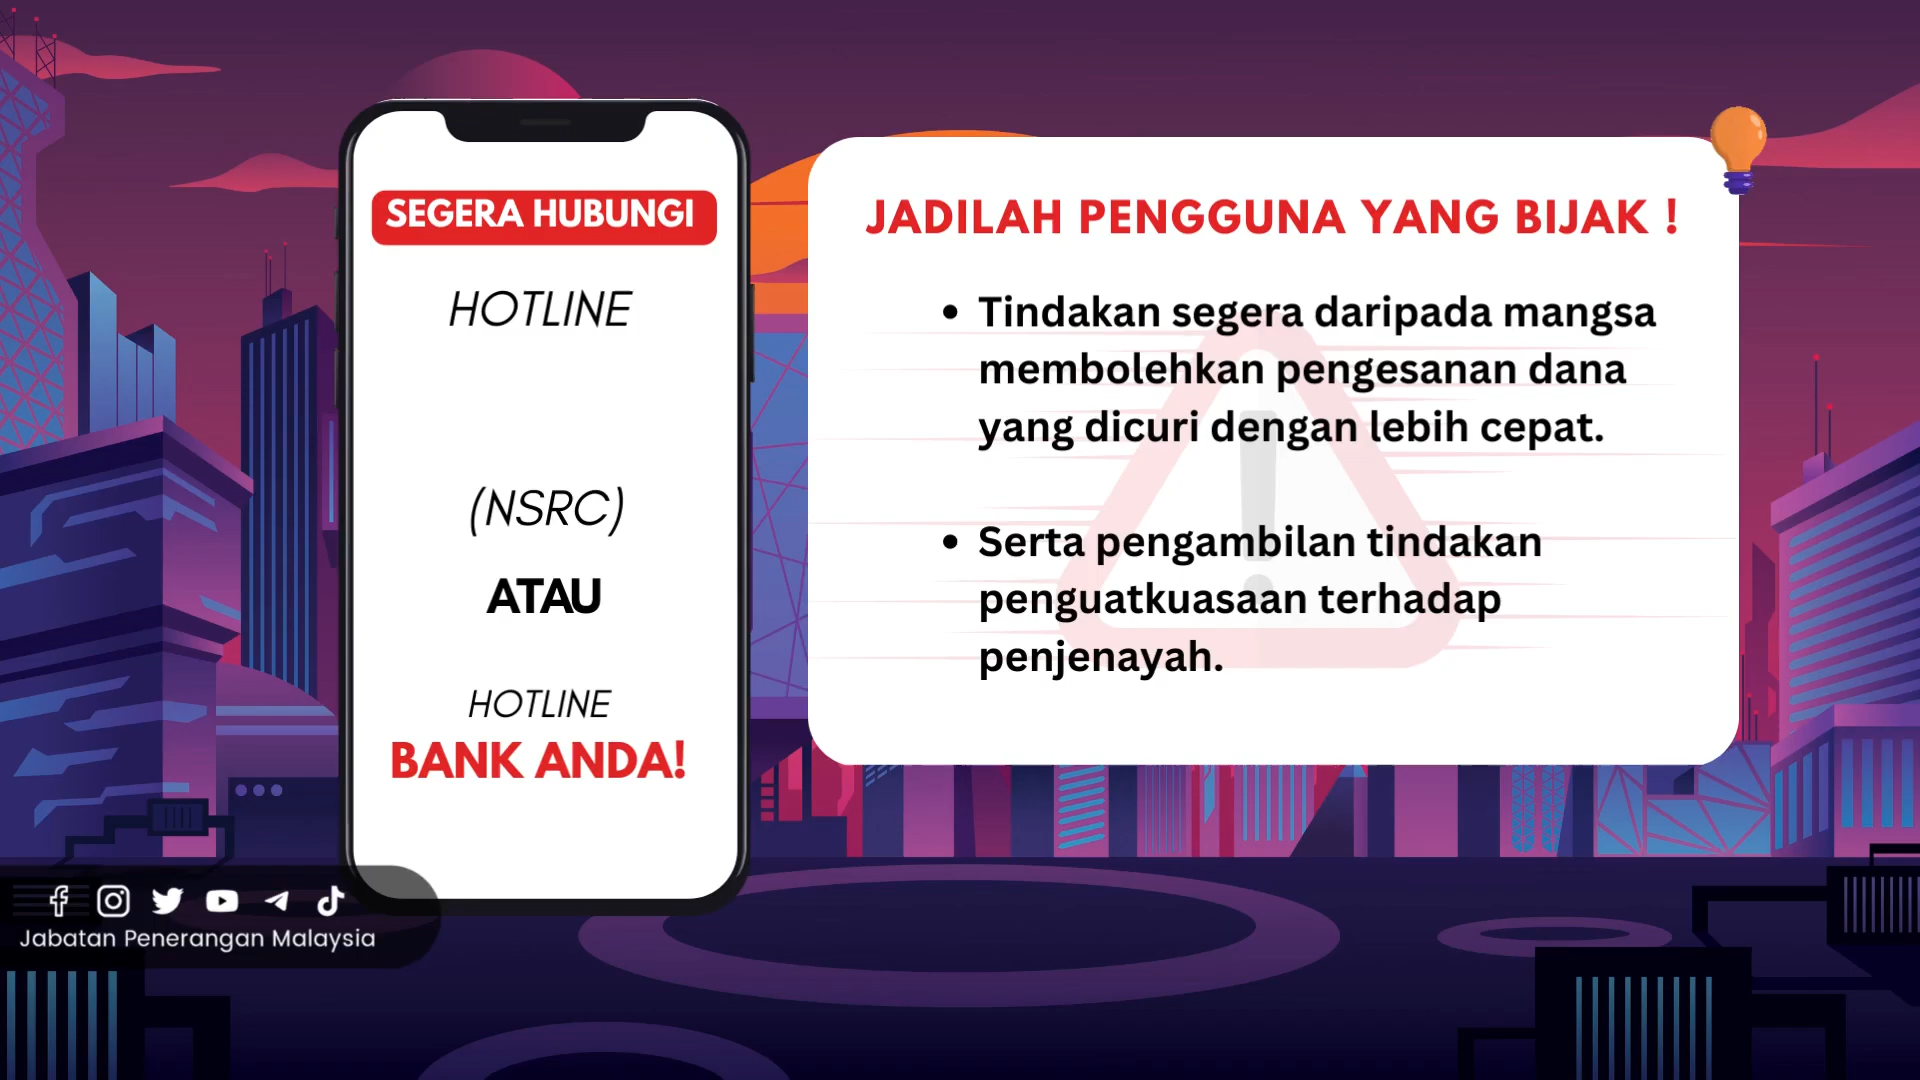 SEGERA HUBUNGI
HOTLINE
(NSRC)
ATAU
HOTLINE
BANK ANDA!
JADILAH PENGGUNA YANG BIJAK !
• Tindakan segera daripada mangsa
membolehkan pengesanan dana
yang dicuri dengan lebih cepat.
• Serta pengambilan tindakan
penguatkuasaan terhadap
penjenayah.
Jabatan Penerangan Malaysia